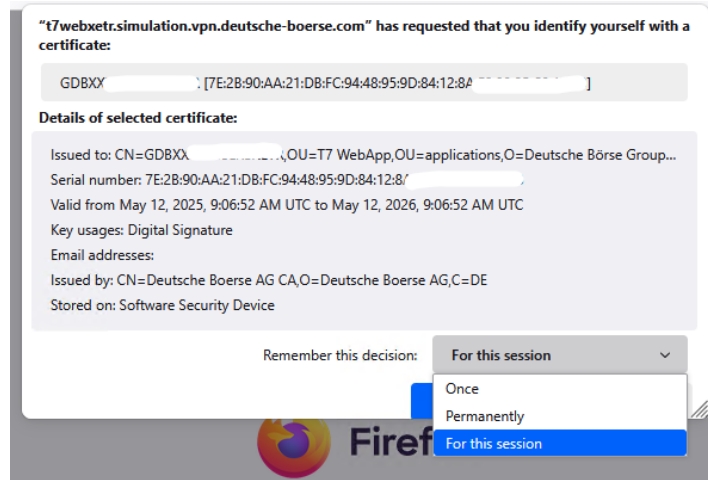 “t7webxetr.simulation.vpn.deutsche-boerse.com” has requested that you identify yourself with a
certificate:
GDBXX [7E:2B:90:AA:21:DB:FC:94:48:95:9D:84:12:8A ]
Details of selected certificate:
Issued to: CN=GDBXX ,OU=T7 WebApp,OU=applications,O=Deutsche Börse Group...
Serial number: 7E:2B:90:AA:21:DB:FC:94:48:95:9D:84:12:8
Valid from May 12, 2025, 9:06:52 AM UTC to May 12, 2026, 9:06:52 AM UTC
Key usages: Digital Signature
Email addresses:
Issued by: CN=Deutsche Boerse AG CA,O=Deutsche Boerse AG,C=DE
Stored on: Software Security Device
Remember this decision: For this session
Once
Permanently
For this session
Firef